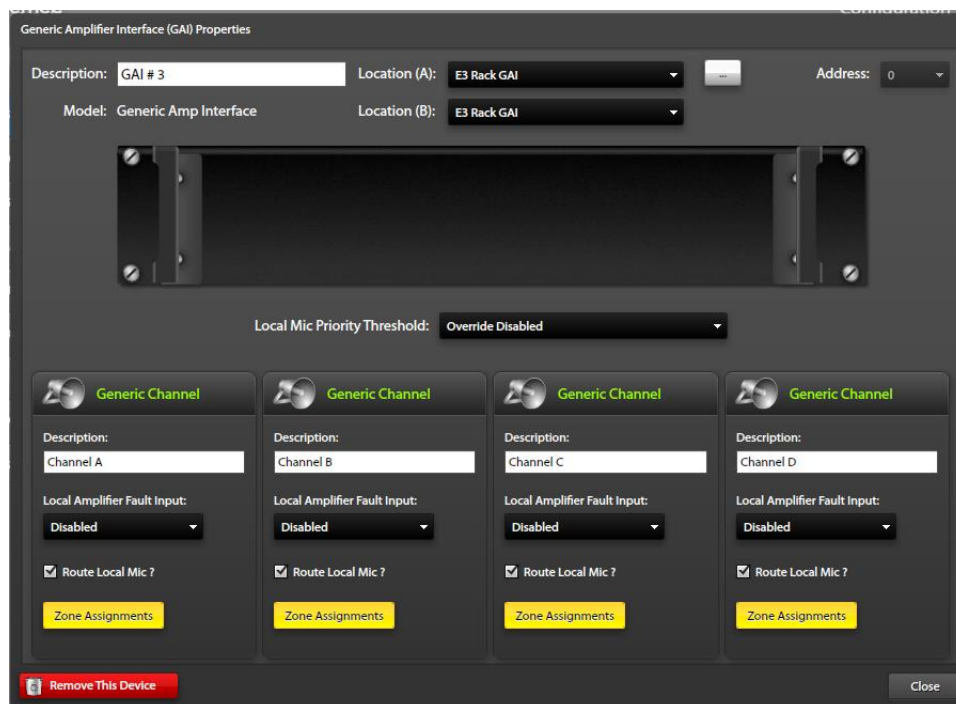 Configuration
Generic Amplifier Interface (GAI) Properties
Description: GAI # 3 Location (A): E3 Rack GAI ... Address: 0
Model: Generic Amp Interface Location (B): E3 Rack GAI
Local Mic Priority Threshold: Override Disabled
Generic Channel Generic Channel Generic Channel Generic Channel
Description: Description: Description: Description:
Channel A Channel B Channel C Channel D
Local Amplifier Fault Input: Local Amplifier Fault Input: Local Amplifier Fault Input: Local Amplifier Fault Input:
Disabled Disabled Disabled Disabled
Route Local Mic ? Route Local Mic ? Route Local Mic ? Route Local Mic ?
Zone Assignments Zone Assignments Zone Assignments Zone Assignments
Remove This Device Close